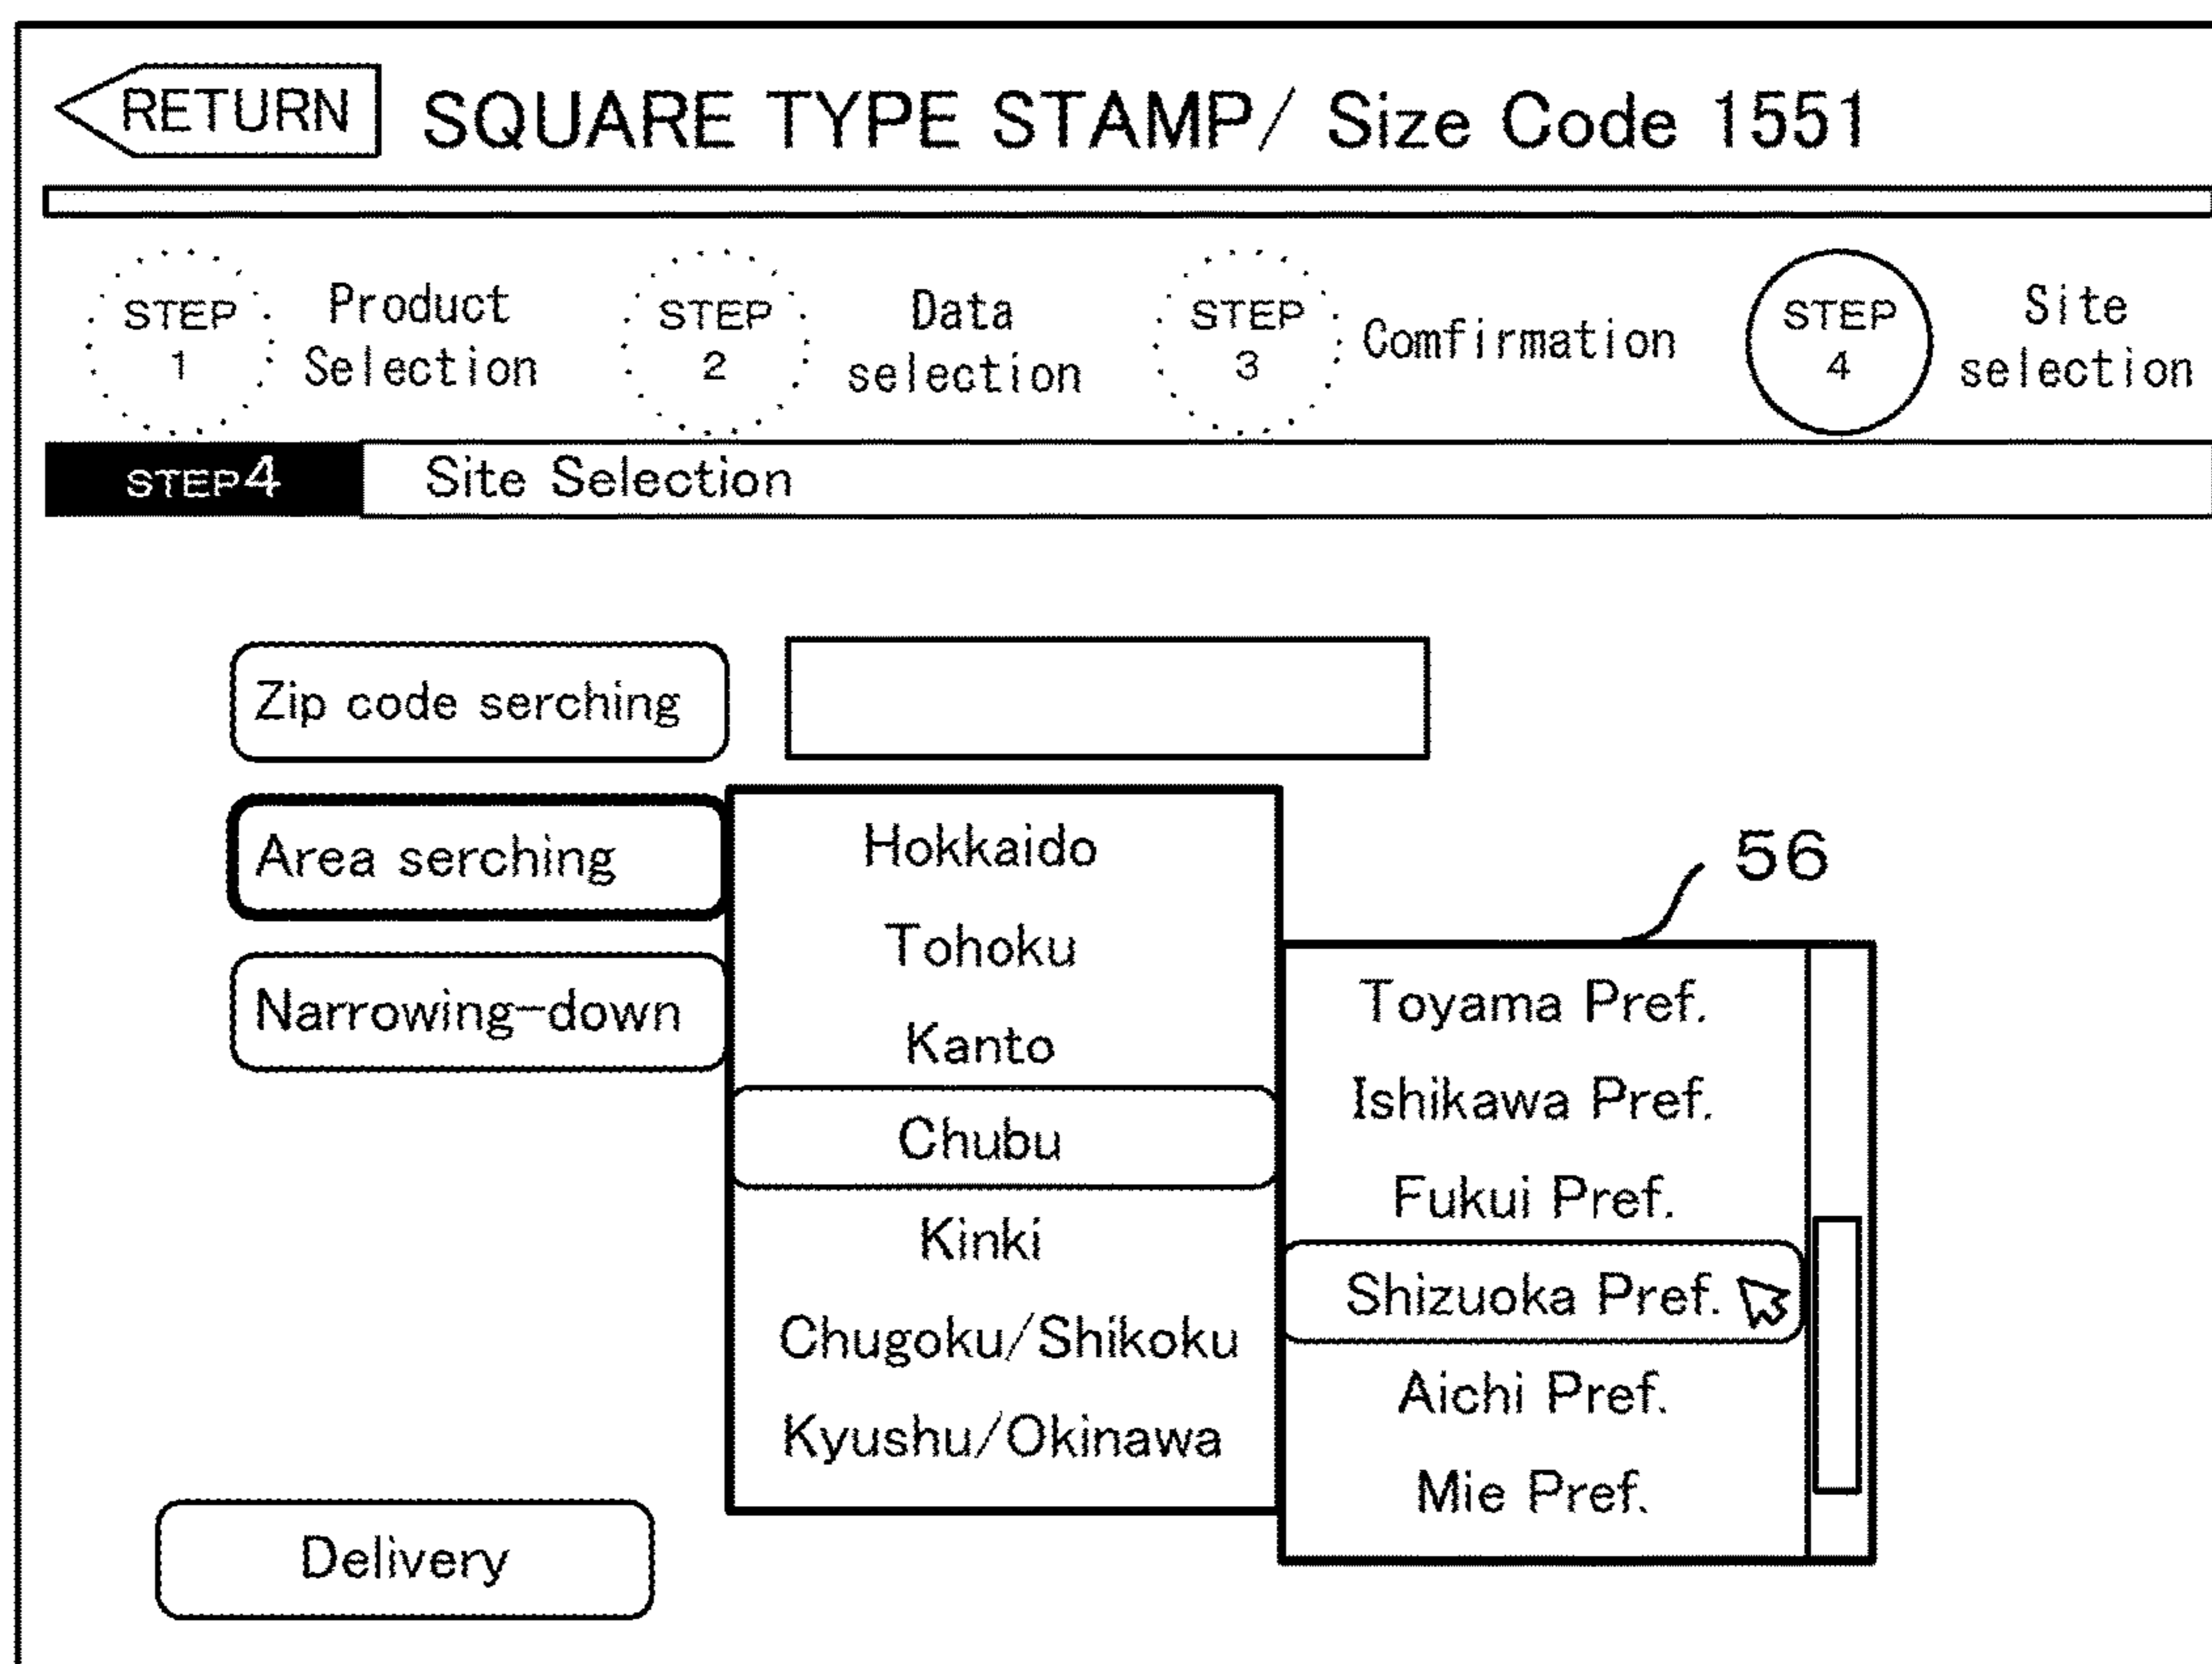 RETURN
SQUARE TYPE STAMP/ Size Code 1551
STEP
1
Product
Selection
STEP
2
Data
selection
STEP
3
Comfirmation
STEP
4
Site
selection
STEP4
Site Selection
Zip code serching
Area serching
Narrowing-down
Hokkaido
Tohoku
Kanto
Chubu
Kinki
Chugoku/Shikoku
Kyushu/Okinawa
56
Toyama Pref.
Ishikawa Pref.
Fukui Pref.
Shizuoka Pref.
Aichi Pref.
Mie Pref.
Delivery